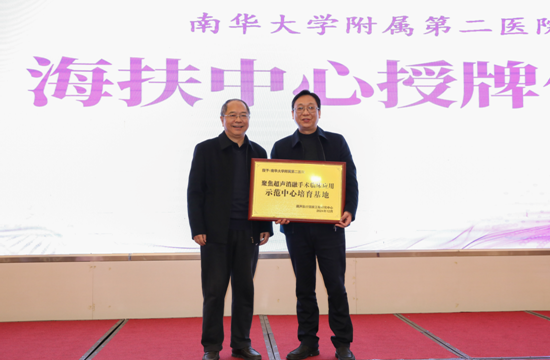 南华大学附属第二医院
海扶中心授牌
聚焦超声消融手术临床应用
示范中心培育基地